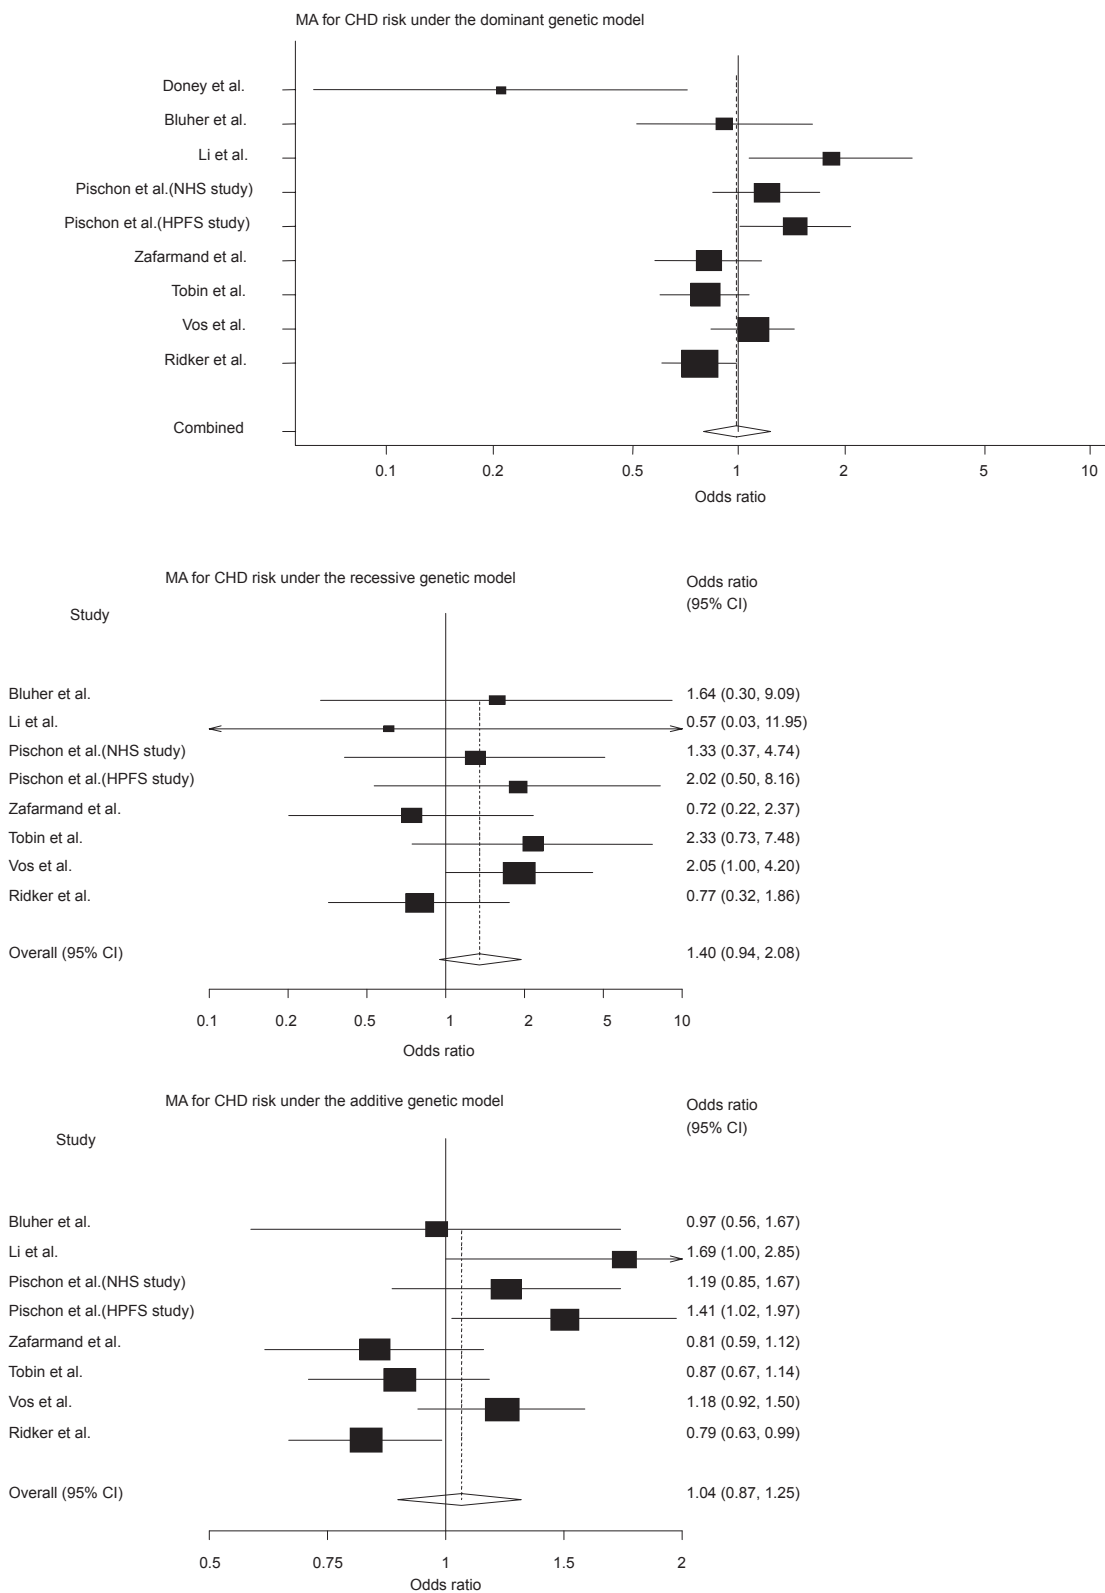 MA for CHD risk under the dominant genetic model
Doney et al.
Bluher et al.
Li et al.
Pischon et al.(NHS study)
Pischon et al.(HPFS study)
Zafarmand et al.
Tobin et al.
Vos et al.
Ridker et al.
Combined
0.1 0.2 0.5 1 2 5 10
Odds ratio
MA for CHD risk under the recessive genetic model
Odds ratio
(95% CI)
Study
Bluher et al. 1.64 (0.30, 9.09)
Li et al. 0.57 (0.03, 11.95)
Pischon et al.(NHS study) 1.33 (0.37, 4.74)
Pischon et al.(HPFS study) 2.02 (0.50, 8.16)
Zafarmand et al. 0.72 (0.22, 2.37)
Tobin et al. 2.33 (0.73, 7.48)
Vos et al. 2.05 (1.00, 4.20)
Ridker et al. 0.77 (0.32, 1.86)
Overall (95% CI) 1.40 (0.94, 2.08)
0.1 0.2 0.5 1 2 5 10
Odds ratio
MA for CHD risk under the additive genetic model
Odds ratio
(95% CI)
Study
Bluher et al. 0.97 (0.56, 1.67)
Li et al. 1.69 (1.00, 2.85)
Pischon et al.(NHS study) 1.19 (0.85, 1.67)
Pischon et al.(HPFS study) 1.41 (1.02, 1.97)
Zafarmand et al. 0.81 (0.59, 1.12)
Tobin et al. 0.87 (0.67, 1.14)
Vos et al. 1.18 (0.92, 1.50)
Ridker et al. 0.79 (0.63, 0.99)
Overall (95% CI) 1.04 (0.87, 1.25)
0.5 0.75 1 1.5 2
Odds ratio